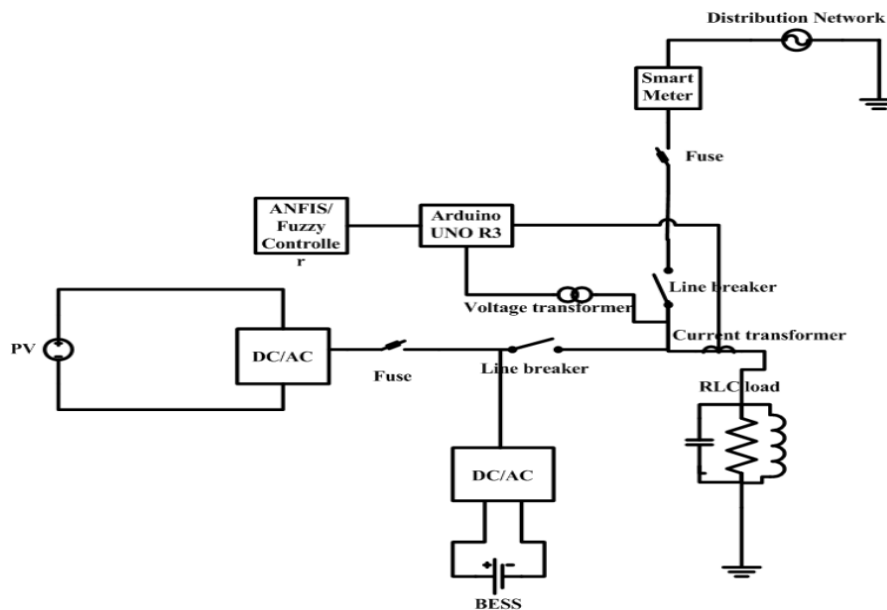 Distribution Network
Smart
Meter
Fuse
ANFIS/
Fuzzy
Controlle
r
Arduino
UNO R3
Line breaker
Voltage transformer
Current transformer
PV
DC/AC
Fuse
Line breaker
RLC load
DC/AC
BESS